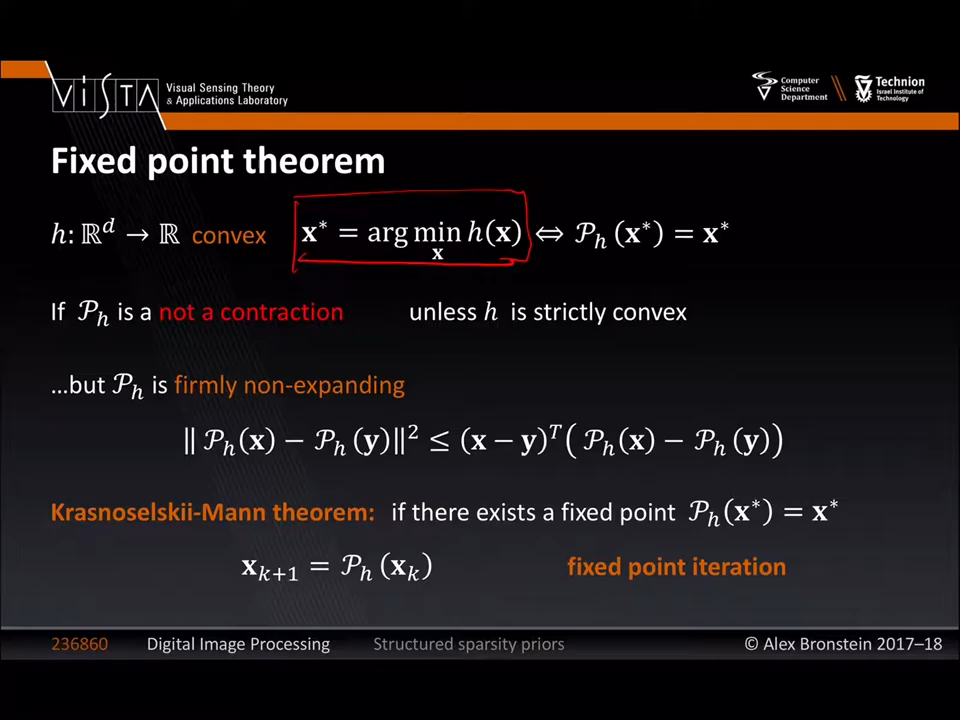 VISTA Visual Sensing Theory & Applications Laboratory
Computer Science Department
Technion Israel Institute of Technology
Fixed point theorem
ℎ: ℝ^𝑑 → ℝ convex 𝐱* = arg min_𝐱 ℎ(𝐱) ⇔ 𝒫_ℎ(𝐱*) = 𝐱*
If 𝒫_ℎ is a not a contraction unless ℎ is strictly convex
…but 𝒫_ℎ is firmly non-expanding
‖𝒫_ℎ(𝐱) − 𝒫_ℎ(𝐲)‖² ≤ (𝐱 − 𝐲)^𝑇(𝒫_ℎ(𝐱) − 𝒫_ℎ(𝐲))
Krasnoselskii-Mann theorem: if there exists a fixed point 𝒫_ℎ(𝐱*) = 𝐱*
𝐱_{𝑘+1} = 𝒫_ℎ(𝐱_𝑘) fixed point iteration
236860 Digital Image Processing Structured sparsity priors © Alex Bronstein 2017–18